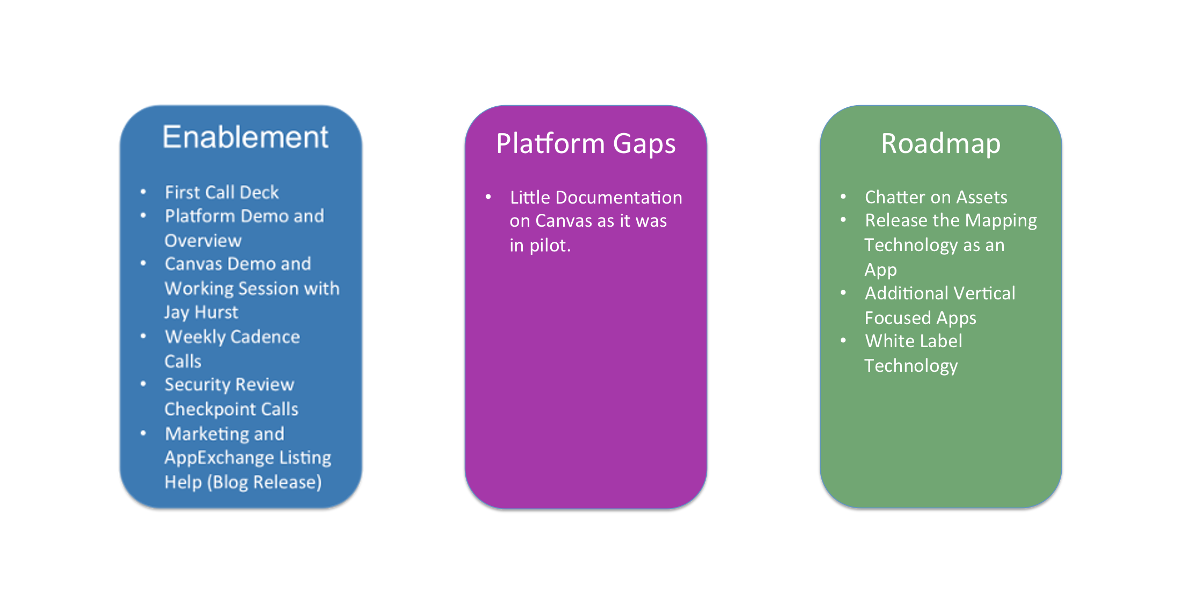 Enablement
• First Call Deck
• Platform Demo and
Overview
• Canvas Demo and
Working Session with
Jay Hurst
• Weekly Cadence
Calls
• Security Review
Checkpoint Calls
• Marketing and
AppExchange Listing
Help (Blog Release)
Platform Gaps
• Little Documentation
on Canvas as it was
in pilot.
Roadmap
• Chatter on Assets
• Release the Mapping
Technology as an
App
• Additional Vertical
Focused Apps
• White Label
Technology